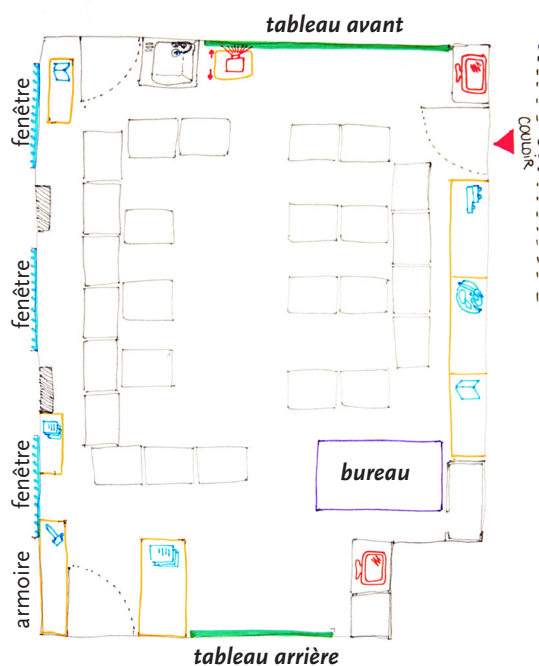 tableau avant
fenêtre
COULOIR
fenêtre
fenêtre
bureau
armoire
tableau arrière